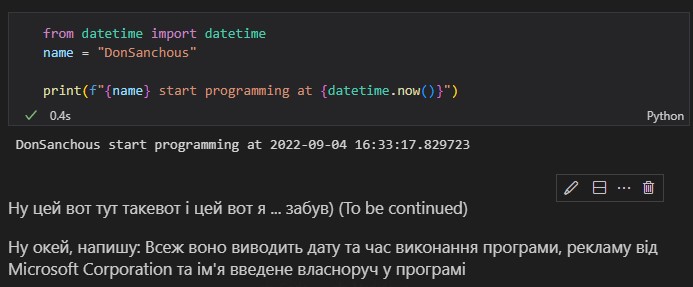 from datetime import datetime
name = "DonSanchous"
print(f"{name} start programming at {datetime.now()}")
0.4s
Python
DonSanchous start programming at 2022-09-04 16:33:17.829723
Ну цей вот тут такевот і цей вот я ... забув) (To be continued)
Ну окей, напишу: Всеж воно виводить дату та час виконання програми, рекламу від
Microsoft Corporation та ім'я введене власноруч у програмі